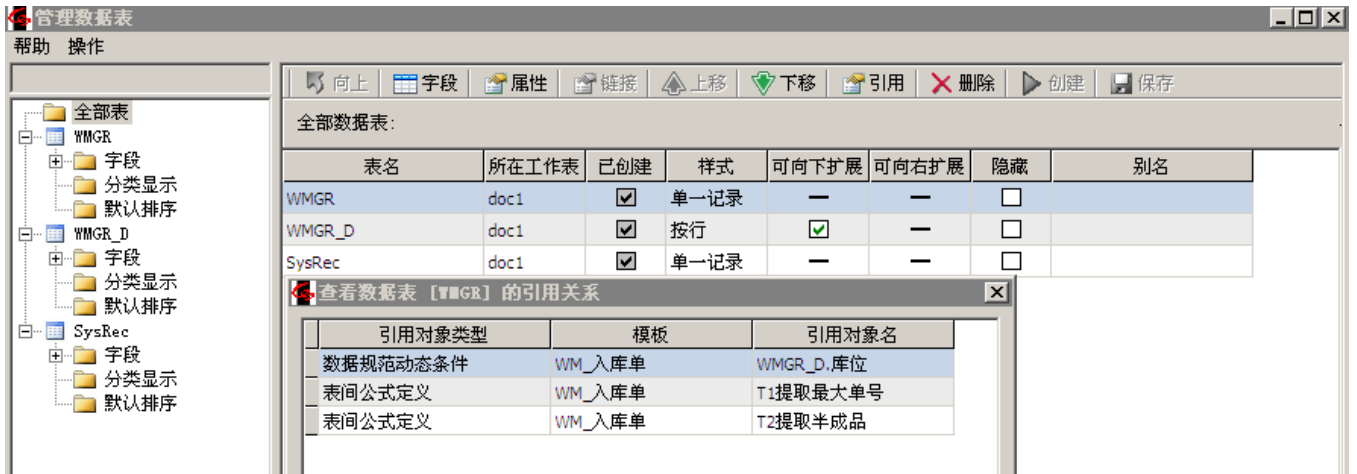 管理数据表
帮助 操作
向上 字段 属性 链接 上移 下移 引用 删除 创建 保存
全部表
WMGR
字段
分类显示
默认排序
WMGR_D
字段
分类显示
默认排序
SysRec
字段
分类显示
默认排序
全部数据表:
表名 所在工作表 已创建 样式 可向下扩展 可向右扩展 隐藏 别名
WMGR doc1 单一记录
WMGR_D doc1 按行
SysRec doc1 单一记录
查看数据表 [WMGR] 的引用关系
引用对象类型 模板 引用对象名
数据规范动态条件 WM_入库单 WMGR_D.库位
表间公式定义 WM_入库单 T1提取最大单号
表间公式定义 WM_入库单 T2提取半成品